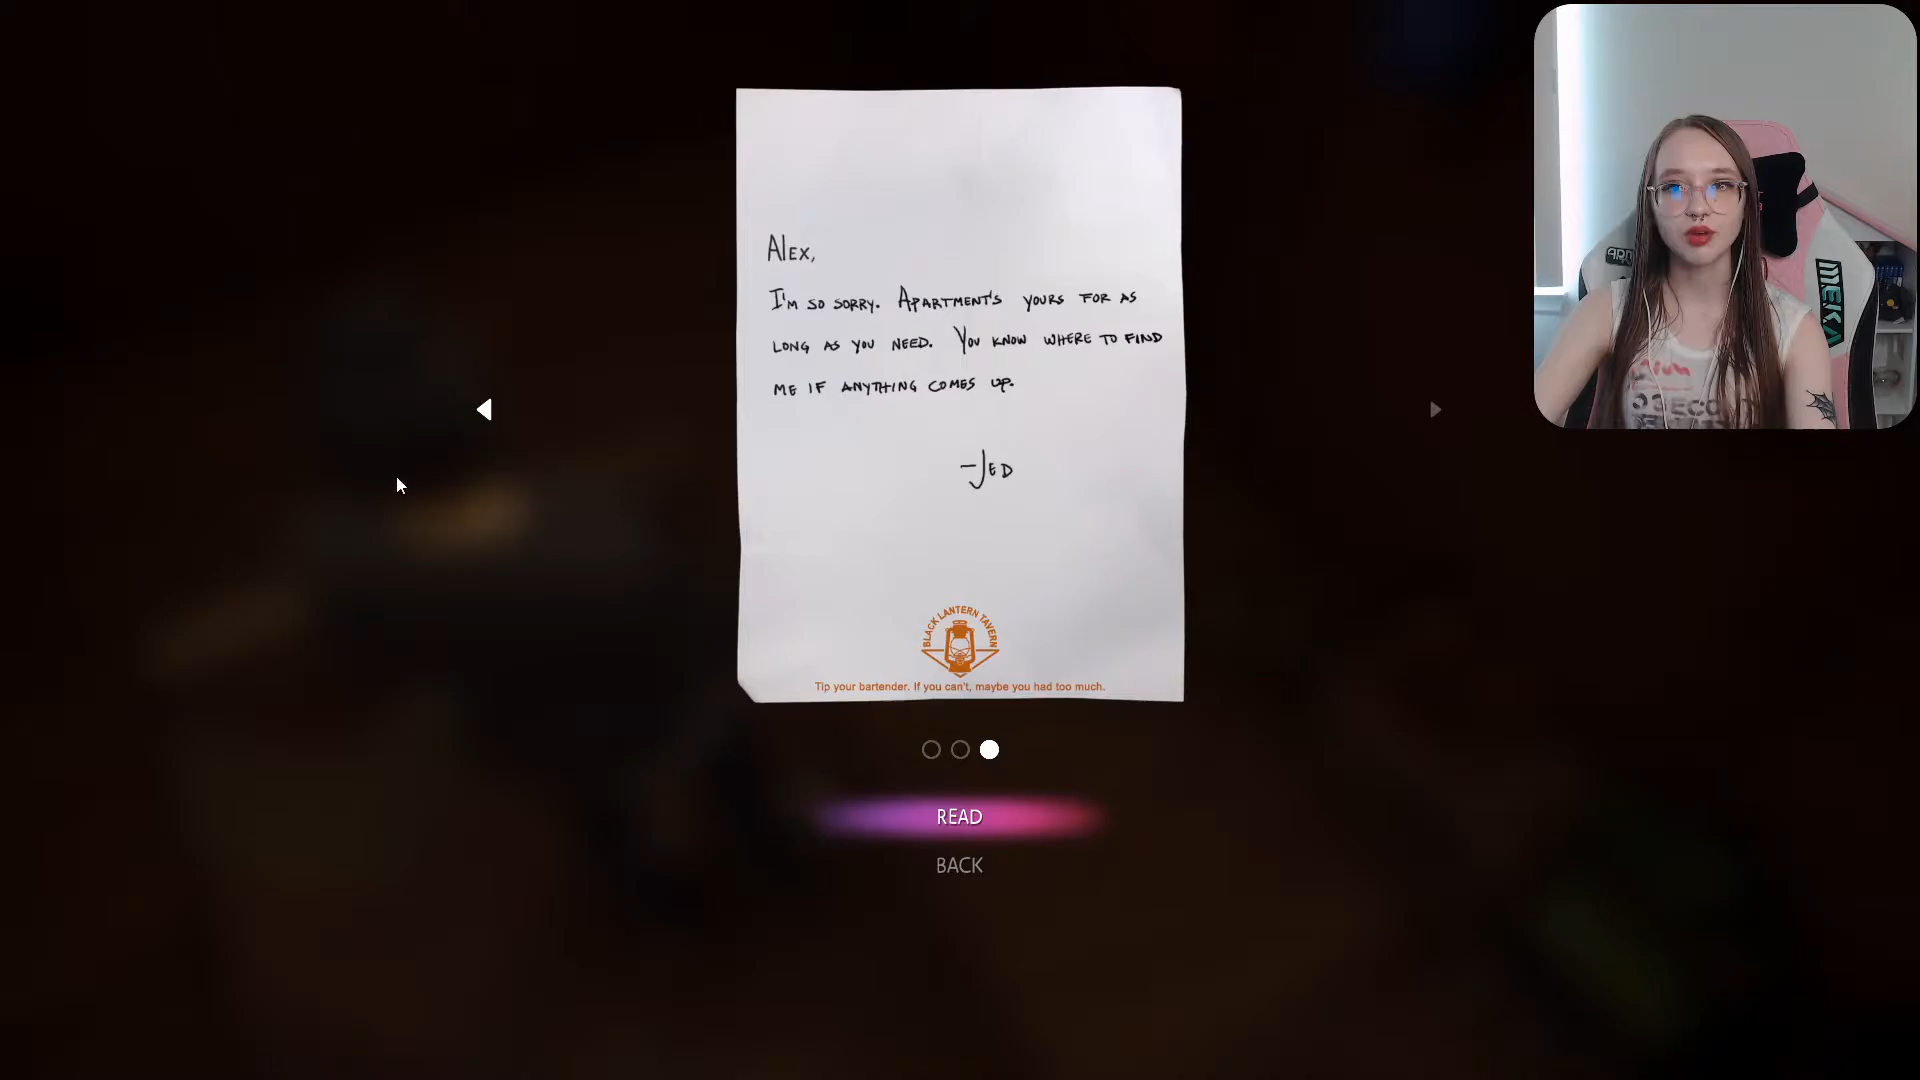 Alex,
I'm so sorry. Apartment's yours for as
long as you need. You know where to find
me if anything comes up.
-Jed
BLACK LANTERN TAVERN
Tip your bartender. If you can't, maybe you had too much.
READ
BACK
MEKA